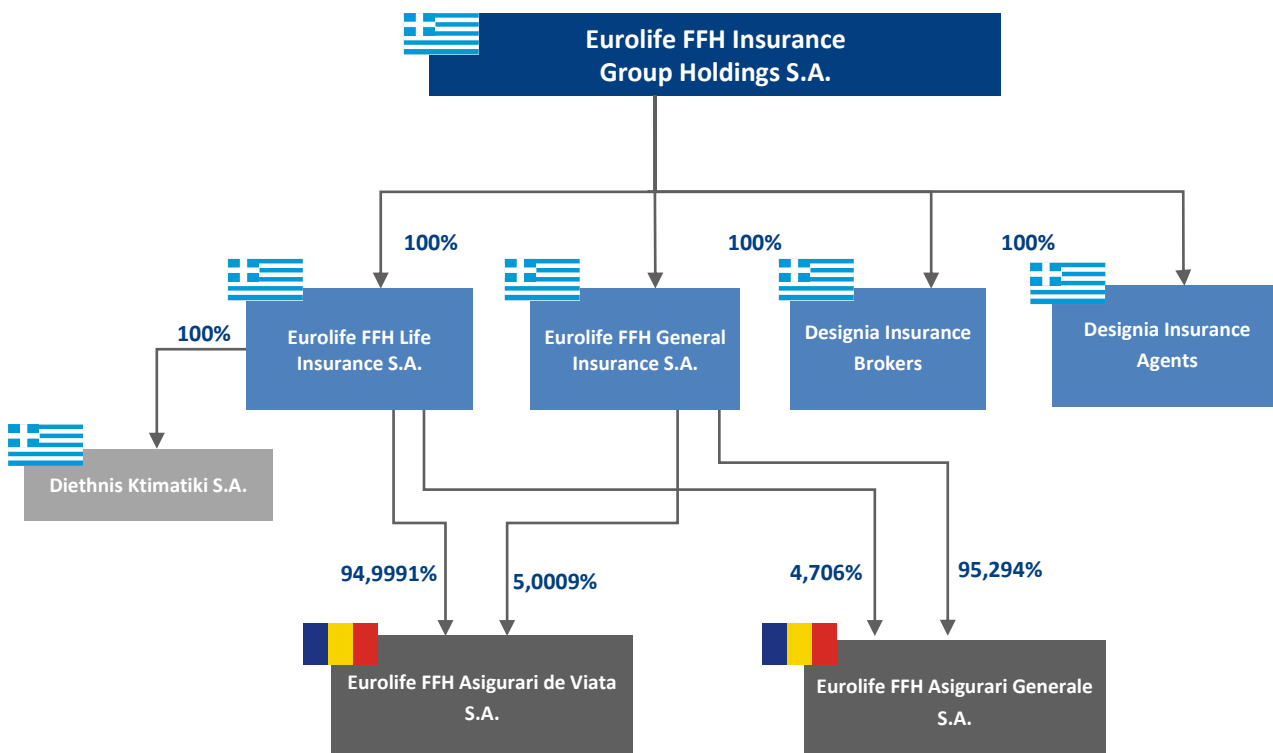 Eurolife FFH Insurance
Group Holdings S.A.
100%
100%
100%
100%
Eurolife FFH Life
Insurance S.A.
Eurolife FFH General
Insurance S.A.
Designia Insurance
Brokers
Designia Insurance
Agents
Diethnis Ktimatiki S.A.
94,9991%
5,0009%
4,706%
95,294%
Eurolife FFH Asigurari de Viata
S.A.
Eurolife FFH Asigurari Generale
S.A.